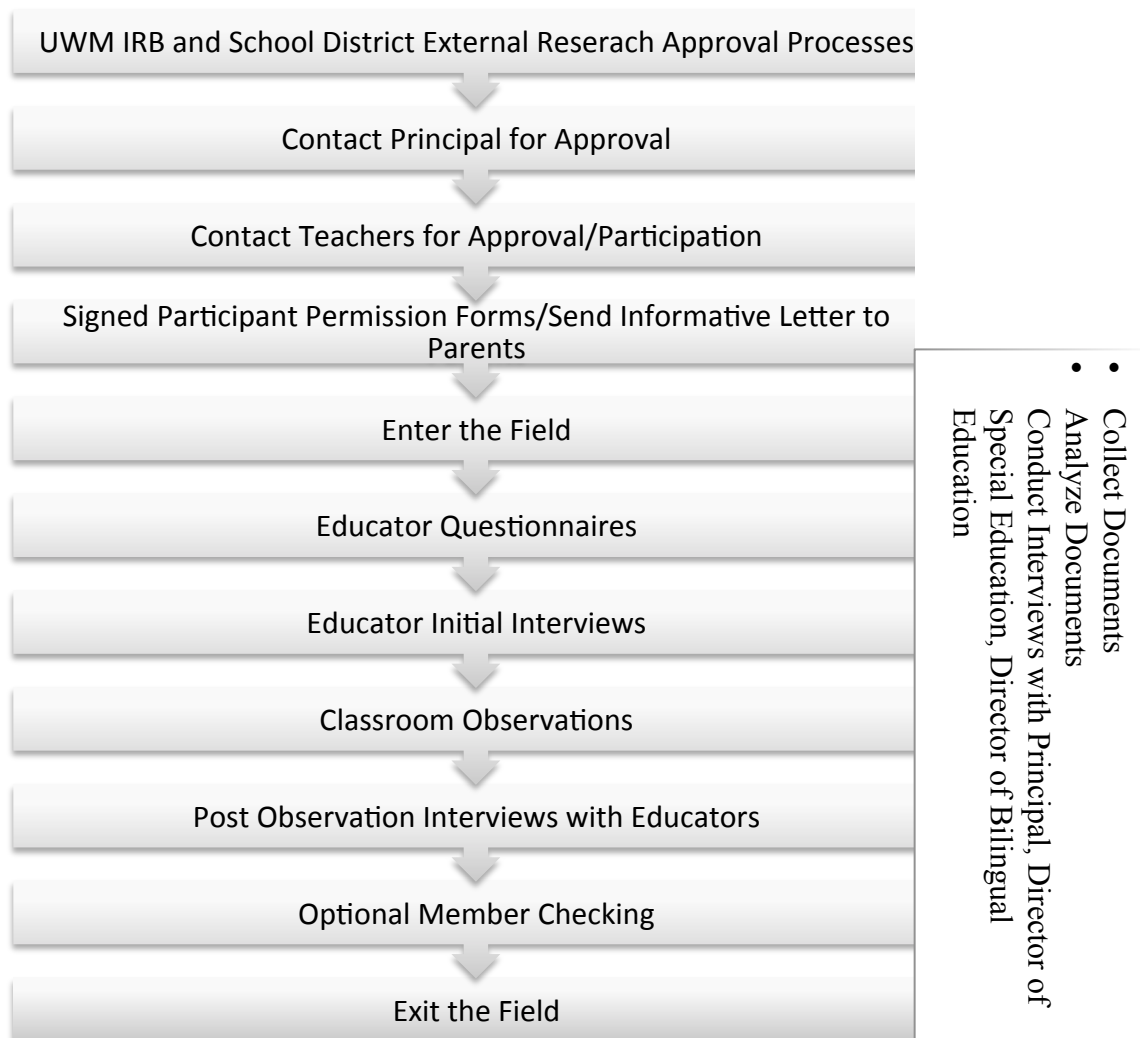 UWM IRB and School District External Reserach Approval Processes
Contact Principal for Approval
Contact Teachers for Approval/Participation
Signed Participant Permission Forms/Send Informative Letter to
Parents
Enter the Field
Educator Questionnaires
Educator Initial Interviews
Classroom Observations
Post Observation Interviews with Educators
Optional Member Checking
Exit the Field
• Collect Documents
• Analyze Documents
Conduct Interviews with Principal, Director of
Special Education, Director of Bilingual
Education